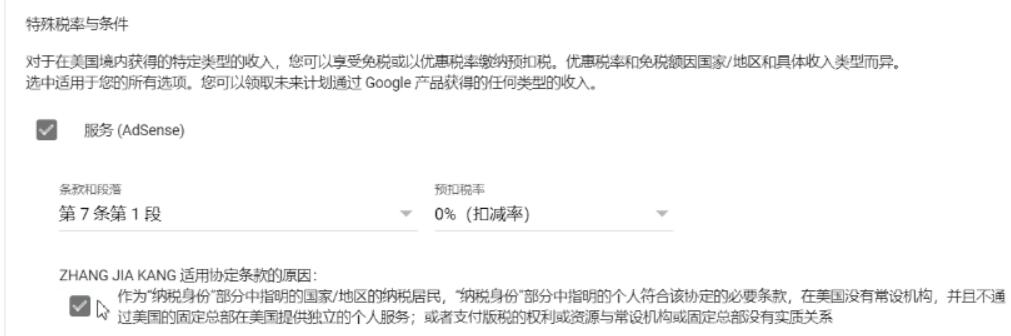 特殊税率与条件
对于在美国境内获得的特定类型的收入，您可以享受免税或以优惠税率缴纳预扣税。优惠税率和免税额因国家/地区和具体收入类型而异。
选中适用于您的所有选项。您可以领取未来计划通过 Google 产品获得的任何类型的收入。
服务 (AdSense)
条款和段落
预扣税率
第 7 条第 1 段
0%（扣减率）
ZHANG JIA KANG 适用协定条款的原因：
作为“纳税身份”部分中指明的国家/地区的纳税居民，“纳税身份”部分中指明的个人符合该协定的必要条款，在美国没有常设机构，并且不通
过美国的固定总部在美国提供独立的个人服务；或者支付版税的权利或资源与常设机构或固定总部没有实质关系